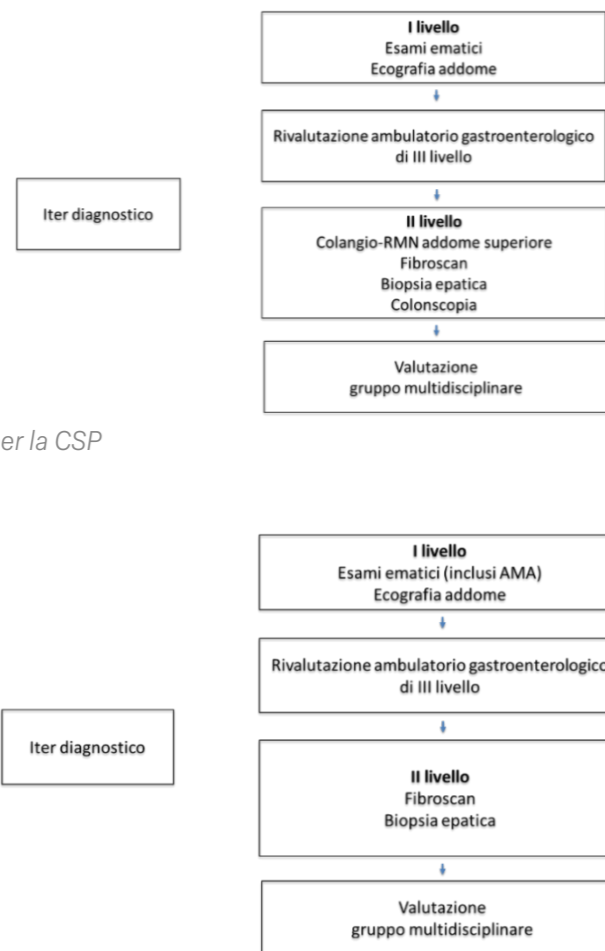 I livello
Esami ematici
Ecografia addome
Rivalutazione ambulatorio gastroenterologico
di III livello
Iter diagnostico
II livello
Colangio-RMN addome superiore
Fibroscan
Biopsia epatica
Colonscopia
Valutazione
gruppo multidisciplinare
er la CSP
I livello
Esami ematici (inclusi AMA)
Ecografia addome
Rivalutazione ambulatorio gastroenterologico
di III livello
Iter diagnostico
II livello
Fibroscan
Biopsia epatica
Valutazione
gruppo multidisciplinare